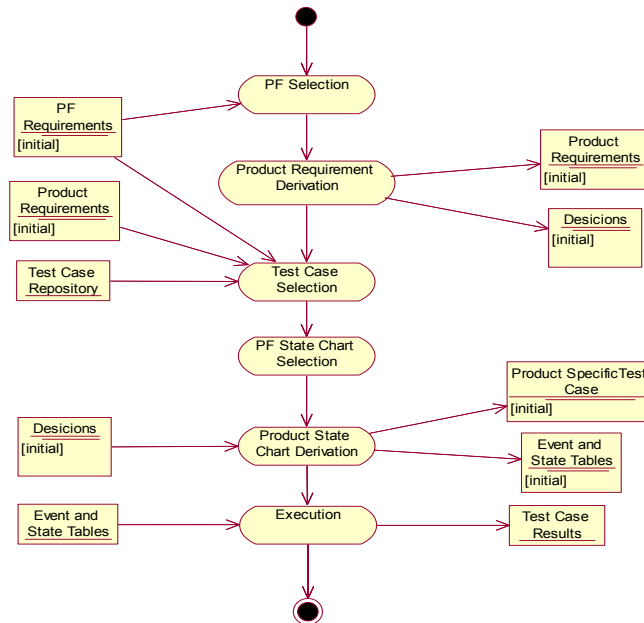 PF Selection
PF
Requirements
[initial]
Product Requirement
Derivation
Product
Requirements
[initial]
Product
Requirements
[initial]
Desicions
[initial]
Test Case
Repository
Test Case
Selection
PF State Chart
Selection
Product SpecificTest
Case
[initial]
Desicions
[initial]
Product State
Chart Derivation
Event and
State Tables
[initial]
Event and
State Tables
Execution
Test Case
Results